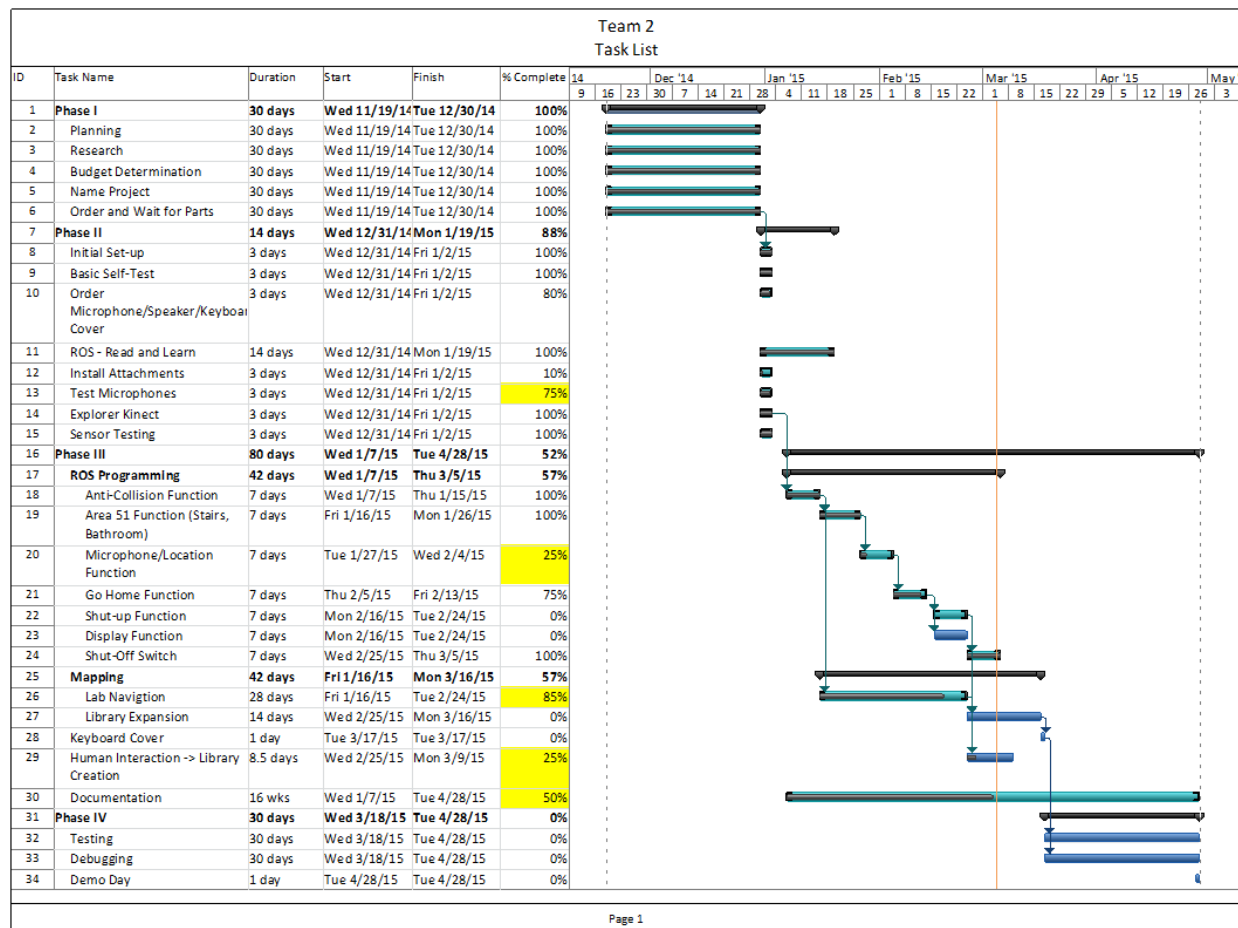 Team 2
Task List
ID Task Name Duration Start Finish % Complete 14 Dec '14 Jan '15 Feb '15 Mar '15 Apr '15 May
9 16 23 30 7 14 21 28 4 11 18 25 1 8 15 22 1 8 15 22 29 5 12 19 26 3
1 Phase I 30 days Wed 11/19/14 Tue 12/30/14 100%
2 Planning 30 days Wed 11/19/14 Tue 12/30/14 100%
3 Research 30 days Wed 11/19/14 Tue 12/30/14 100%
4 Budget Determination 30 days Wed 11/19/14 Tue 12/30/14 100%
5 Name Project 30 days Wed 11/19/14 Tue 12/30/14 100%
6 Order and Wait for Parts 30 days Wed 11/19/14 Tue 12/30/14 100%
7 Phase II 14 days Wed 12/31/14 Mon 1/19/15 88%
8 Initial Set-up 3 days Wed 12/31/14 Fri 1/2/15 100%
9 Basic Self-Test 3 days Wed 12/31/14 Fri 1/2/15 100%
10 Order 3 days Wed 12/31/14 Fri 1/2/15 80%
Microphone/Speaker/Keyboar
Cover
11 ROS - Read and Learn 14 days Wed 12/31/14 Mon 1/19/15 100%
12 Install Attachments 3 days Wed 12/31/14 Fri 1/2/15 10%
13 Test Microphones 3 days Wed 12/31/14 Fri 1/2/15 75%
14 Explorer Kinect 3 days Wed 12/31/14 Fri 1/2/15 100%
15 Sensor Testing 3 days Wed 12/31/14 Fri 1/2/15 100%
16 Phase III 80 days Wed 1/7/15 Tue 4/28/15 52%
17 ROS Programming 42 days Wed 1/7/15 Thu 3/5/15 57%
18 Anti-Collision Function 7 days Wed 1/7/15 Thu 1/15/15 100%
19 Area 51 Function (Stairs, 7 days Fri 1/16/15 Mon 1/26/15 100%
Bathroom)
20 Microphone/Location 7 days Tue 1/27/15 Wed 2/4/15 25%
Function
21 Go Home Function 7 days Thu 2/5/15 Fri 2/13/15 75%
22 Shut-up Function 7 days Mon 2/16/15 Tue 2/24/15 0%
23 Display Function 7 days Mon 2/16/15 Tue 2/24/15 0%
24 Shut-Off Switch 7 days Wed 2/25/15 Thu 3/5/15 100%
25 Mapping 42 days Fri 1/16/15 Mon 3/16/15 57%
26 Lab Navigtion 28 days Fri 1/16/15 Tue 2/24/15 85%
27 Library Expansion 14 days Wed 2/25/15 Mon 3/16/15 0%
28 Keyboard Cover 1 day Tue 3/17/15 Tue 3/17/15 0%
29 Human Interaction -> Library 8.5 days Wed 2/25/15 Mon 3/9/15 25%
Creation
30 Documentation 16 wks Wed 1/7/15 Tue 4/28/15 50%
31 Phase IV 30 days Wed 3/18/15 Tue 4/28/15 0%
32 Testing 30 days Wed 3/18/15 Tue 4/28/15 0%
33 Debugging 30 days Wed 3/18/15 Tue 4/28/15 0%
34 Demo Day 1 day Tue 4/28/15 Tue 4/28/15 0%
Page 1